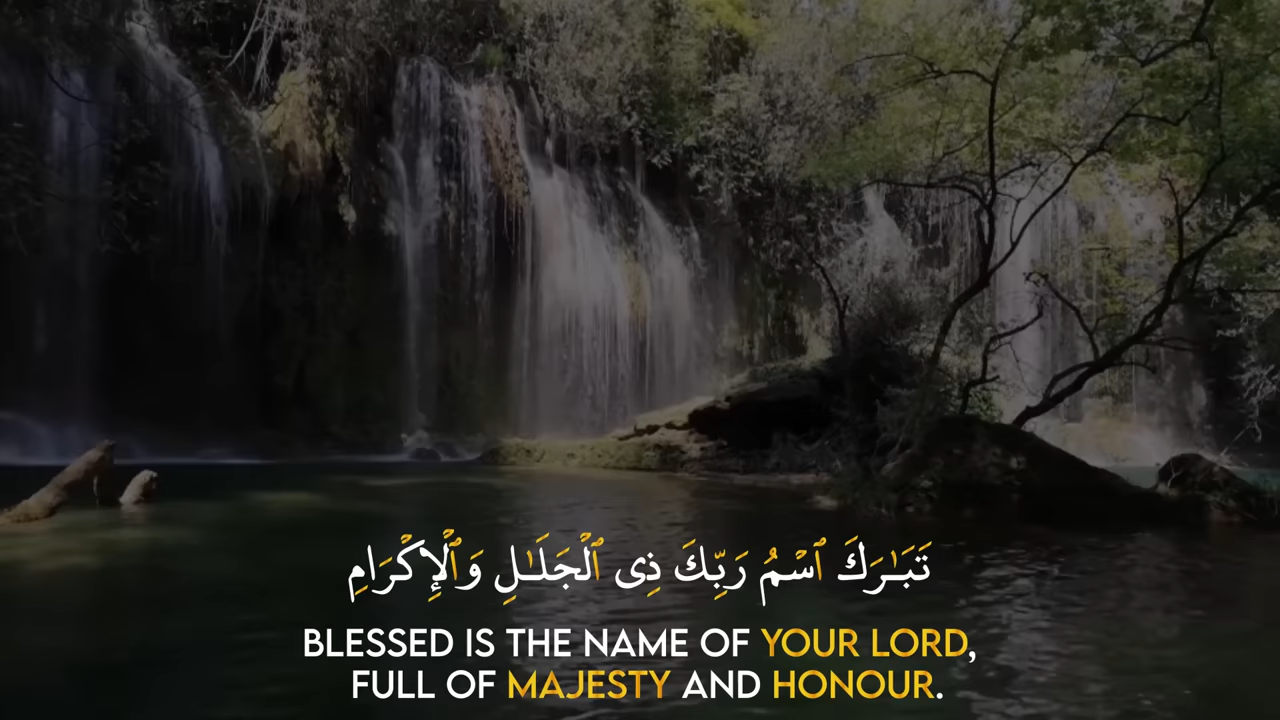 تَبَـٰرَكَ ٱسْمُ رَبِّكَ ذِى ٱلْجَلَـٰلِ وَٱلْإِكْرَامِ
BLESSED IS THE NAME OF YOUR LORD,
FULL OF MAJESTY AND HONOUR.